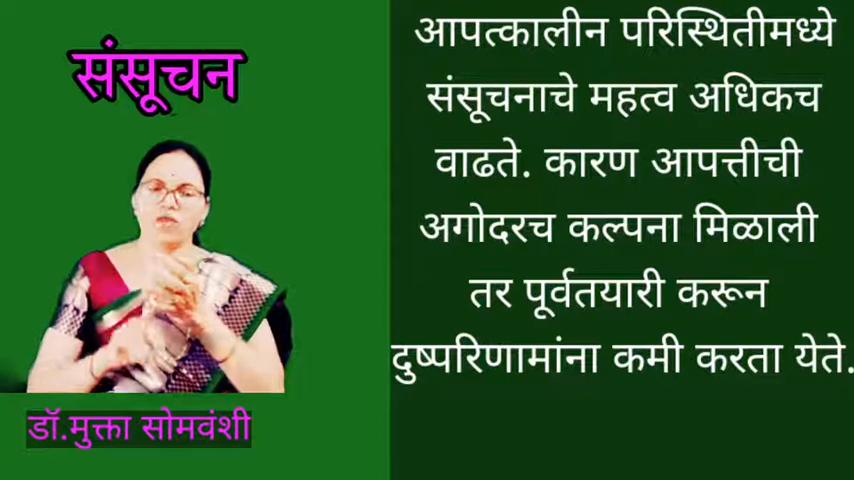 संसूचन
डॉ.मुक्ता सोमवंशी
आपत्कालीन परिस्थितीमध्ये
संसूचनाचे महत्व अधिकच
वाढते. कारण आपत्तीची
अगोदरच कल्पना मिळाली
तर पूर्वतयारी करून
दुष्परिणामांना कमी करता येते.